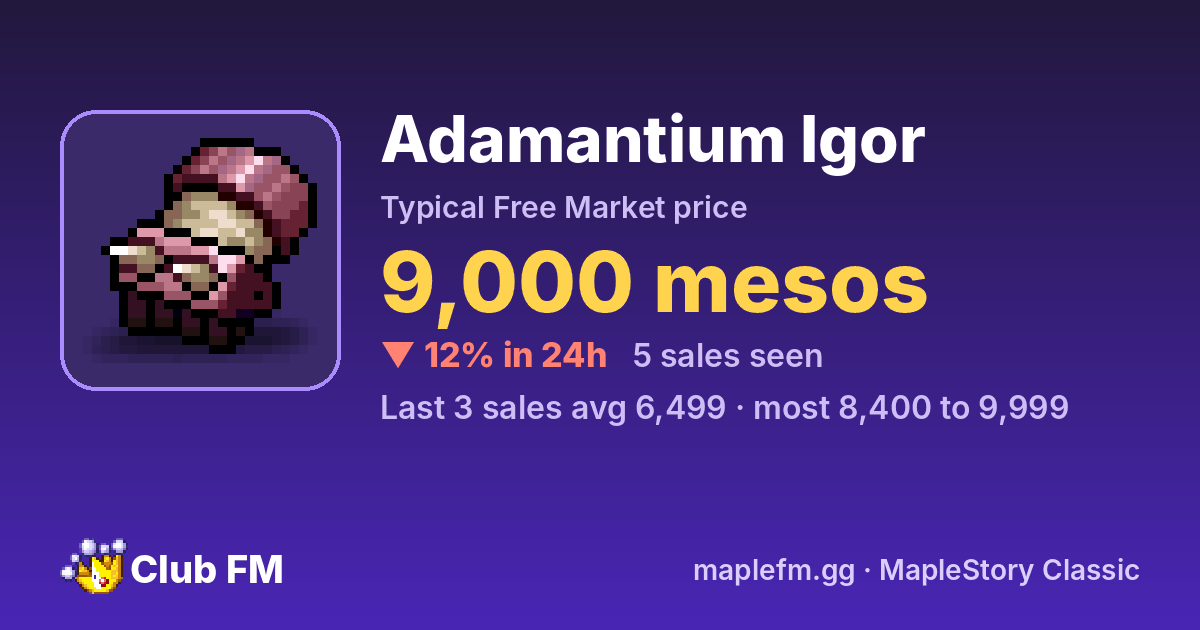 Adamantium Igor
Typical Free Market price
9,000 mesos
▼ 12% in 24h 5 sales seen
Last 3 sales avg 6,499 · most 8,400 to 9,999
Club FM
maplefm.gg · MapleStory Classic